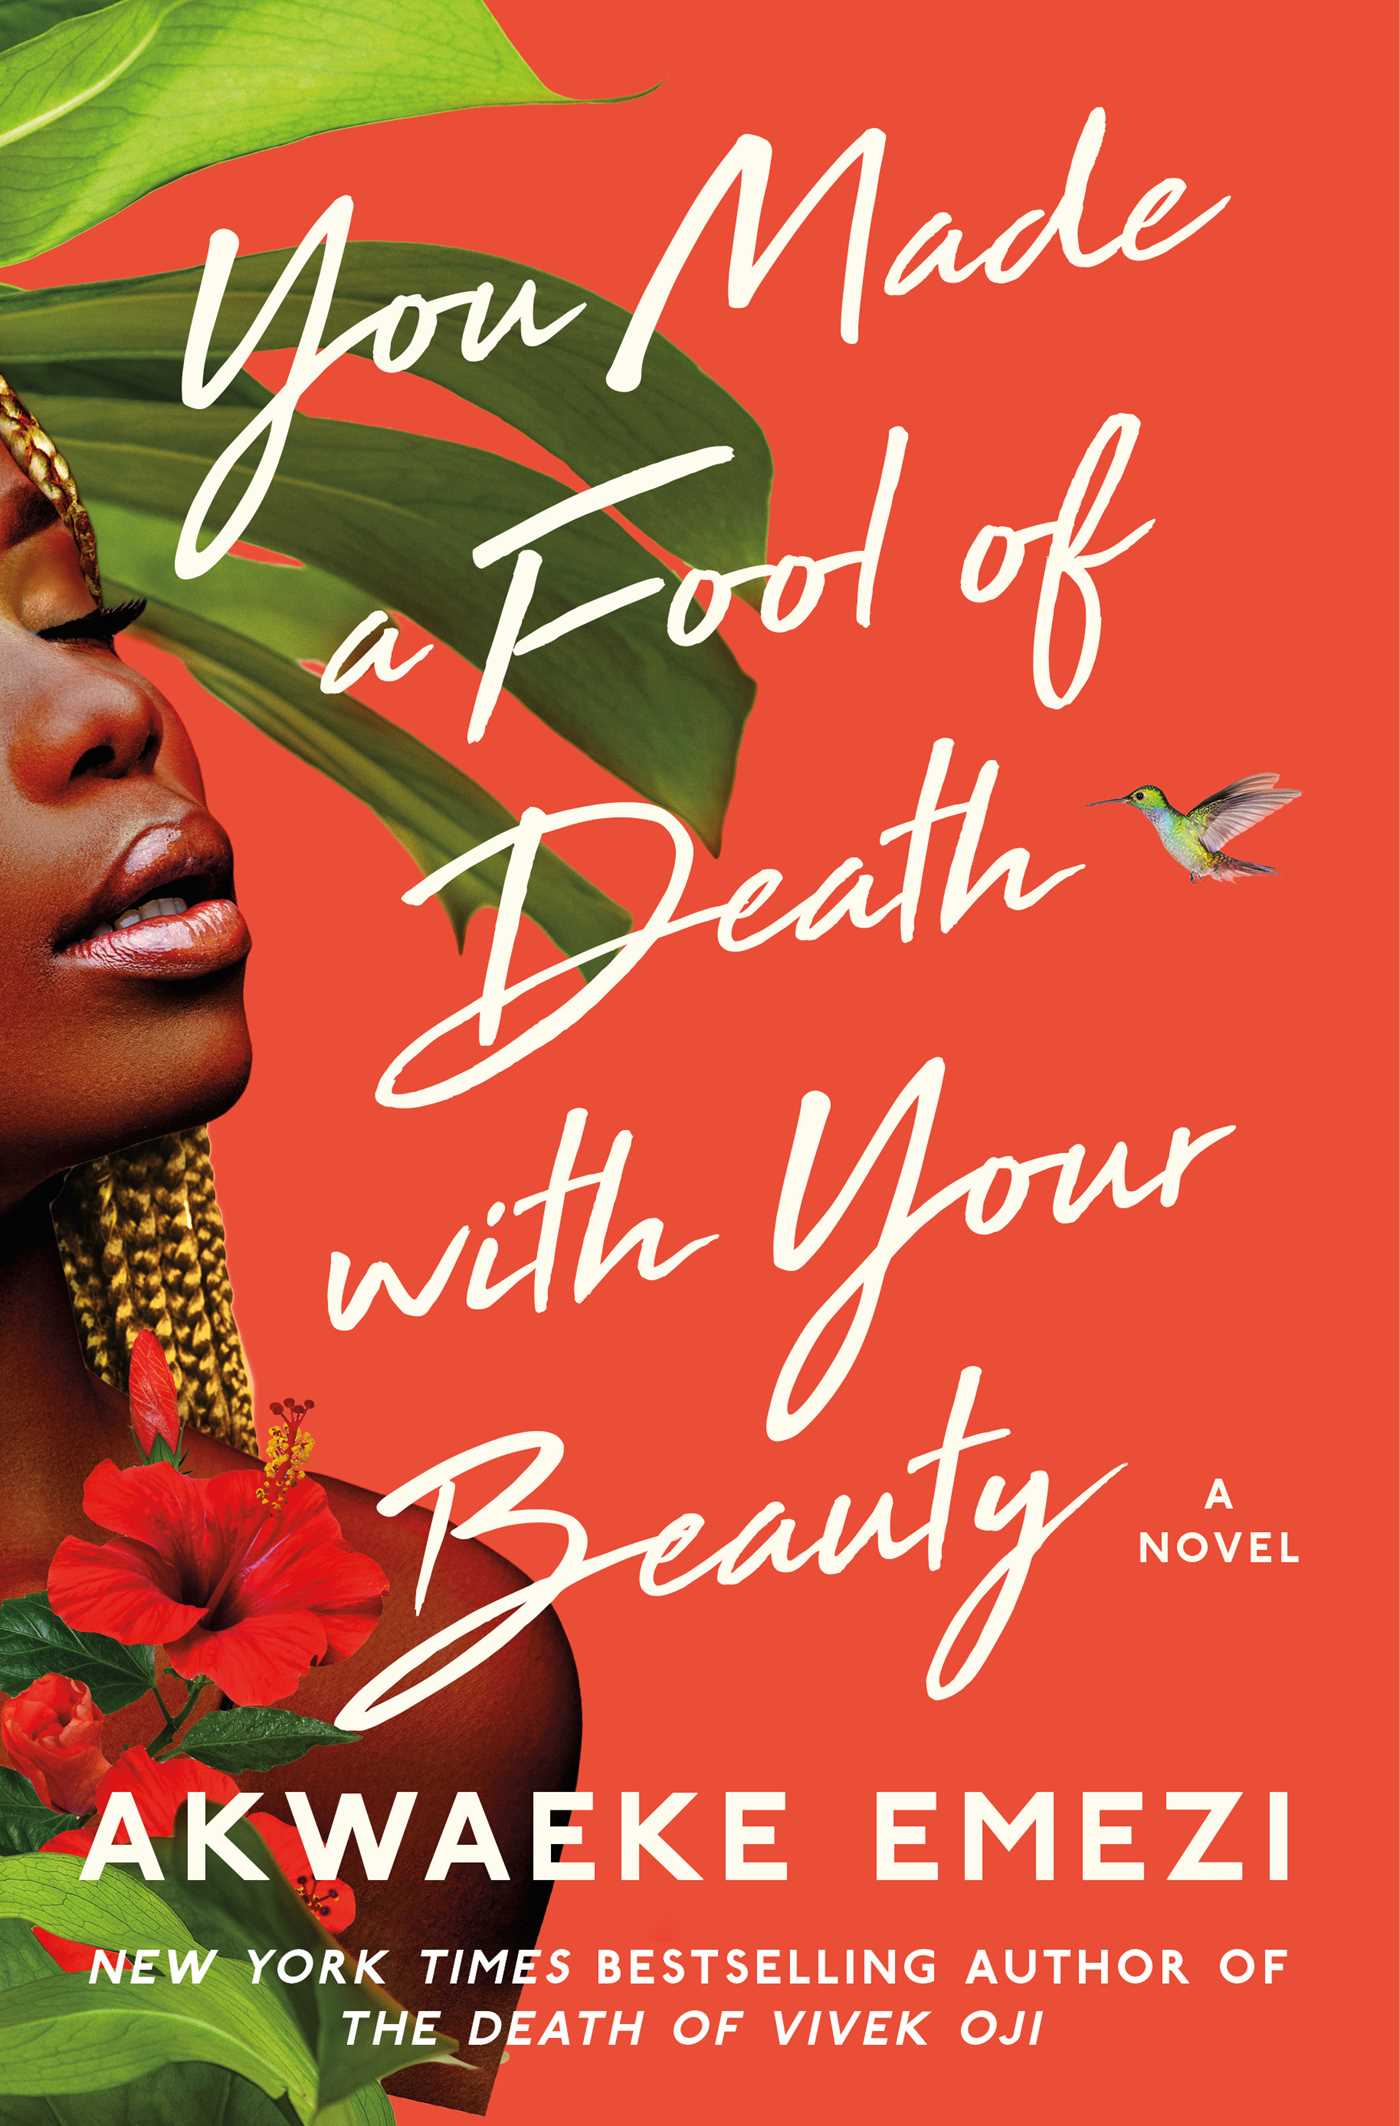 You Made
a Fool of
Death
with Your
Beauty
A
NOVEL
AKWAEKE EMEZI
NEW YORK TIMES BESTSELLING AUTHOR OF
THE DEATH OF VIVEK OJI